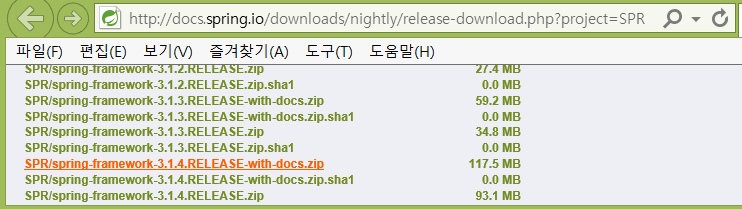 http://docs.spring.io/downloads/nightly/release-download.php?project=SPR
파일(F) 편집(E) 보기(V) 즐겨찾기(A) 도구(T) 도움말(H)
SPR/spring-framework-3.1.2.RELEASE.zip 27.4 MB
SPR/spring-framework-3.1.2.RELEASE.zip.sha1 0.0 MB
SPR/spring-framework-3.1.3.RELEASE-with-docs.zip 59.2 MB
SPR/spring-framework-3.1.3.RELEASE-with-docs.zip.sha1 0.0 MB
SPR/spring-framework-3.1.3.RELEASE.zip 34.8 MB
SPR/spring-framework-3.1.3.RELEASE.zip.sha1 0.0 MB
SPR/spring-framework-3.1.4.RELEASE-with-docs.zip 117.5 MB
SPR/spring-framework-3.1.4.RELEASE-with-docs.zip.sha1 0.0 MB
SPR/spring-framework-3.1.4.RELEASE.zip 93.1 MB